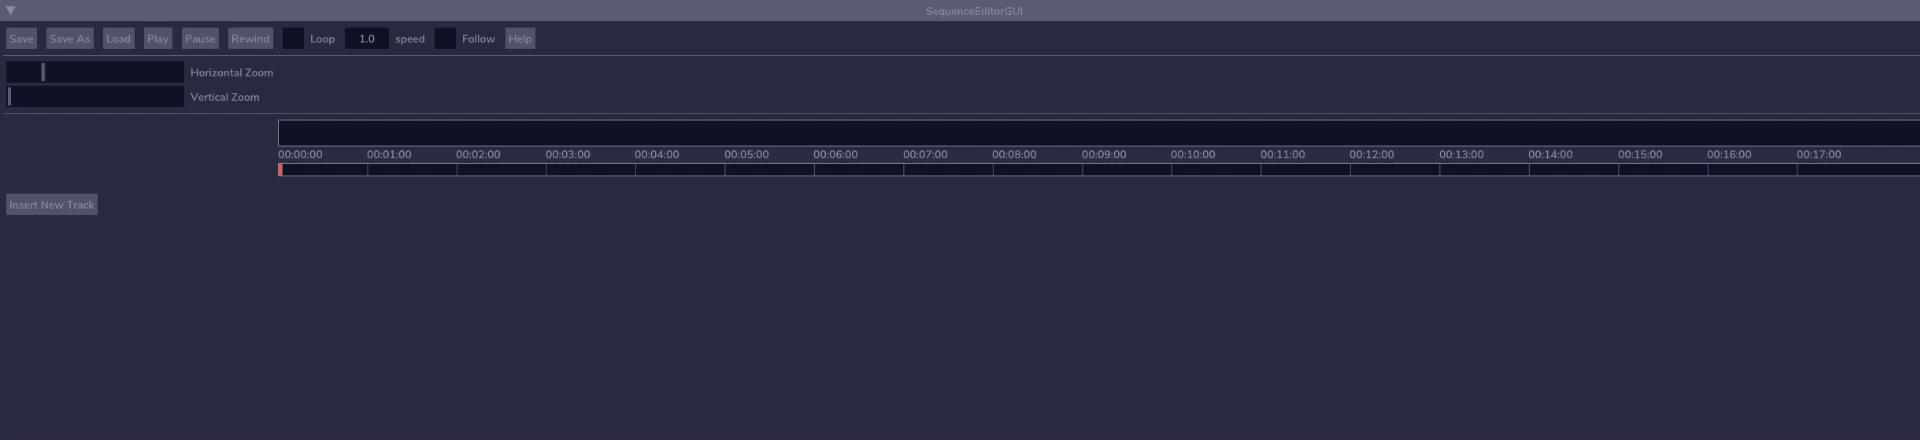 SequenceEditorGUI
Save Save As Load Play Pause Rewind Loop 1.0 speed Follow Help
Horizontal Zoom
Vertical Zoom
00:00:00 00:01:00 00:02:00 00:03:00 00:04:00 00:05:00 00:06:00 00:07:00 00:08:00 00:09:00 00:10:00 00:11:00 00:12:00 00:13:00 00:14:00 00:15:00 00:16:00 00:17:00
Insert New Track